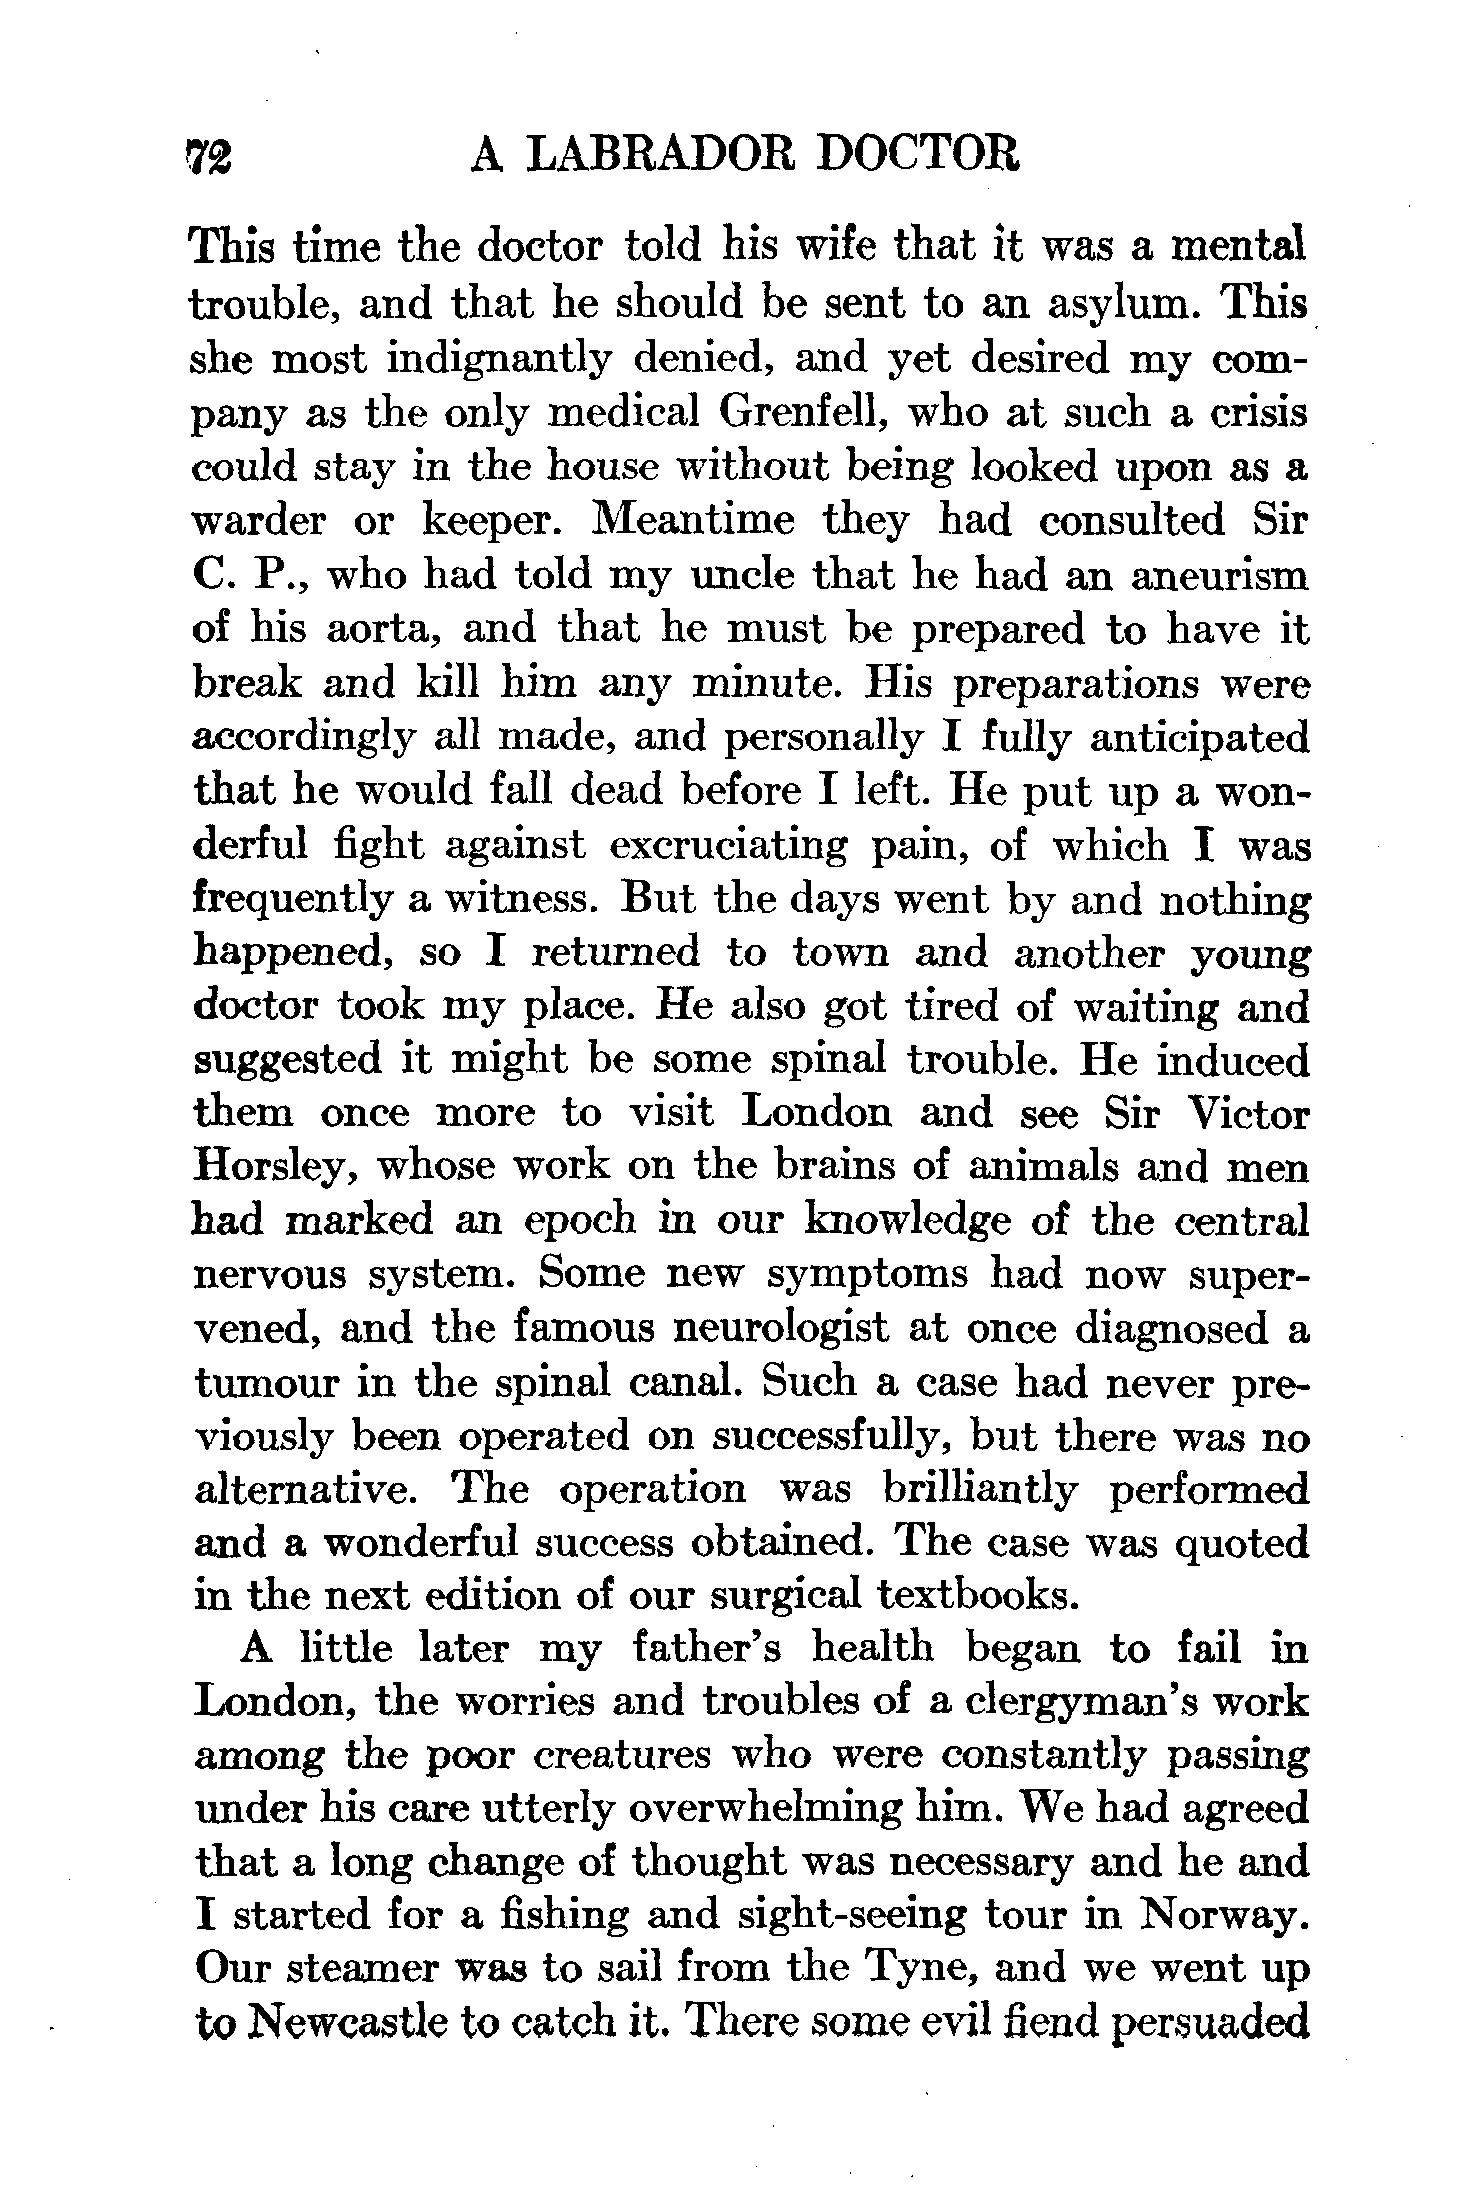 72 A LABRADOR DOCTOR
This time the doctor told his wife that it was a mental
trouble, and that he should be sent to an asylum. This
she most indignantly denied, and yet desired my com-
pany as the only medical Grenfell, who at such a crisis
could stay in the house without being looked upon as a
warder or keeper. Meantime they had consulted Sir
C. P., who had told my uncle that he had an aneurism
of his aorta, and that he must be prepared to have it
break and kill him any minute. His preparations were
accordingly all made, and personally I fully anticipated
that he would fall dead before I left. He put up a won-
derful fight against excruciating pain, of which I was
frequently a witness. But the days went by and nothing
happened, so I returned to town and another young
doctor took my place. He also got tired of waiting and
suggested it might be some spinal trouble. He induced
them once more to visit London and see Sir Victor
Horsley, whose work on the brains of animals and men
had marked an epoch in our knowledge of the central
nervous system. Some new symptoms had now super-
vened, and the famous neurologist at once diagnosed a
tumour in the spinal canal. Such a case had never pre-
viously been operated on successfully, but there was no
alternative. The operation was brilliantly performed
and a wonderful success obtained. The case was quoted
in the next edition of our surgical textbooks.
A little later my father's health began to fail in
London, the worries and troubles of a clergyman's work
among the poor creatures who were constantly passing
under his care utterly overwhelming him. We had agreed
that a long change of thought was necessary and he and
I started for a fishing and sight-seeing tour in Norway.
Our steamer was to sail from the Tyne, and we went up
to Newcastle to catch it. There some evil fiend persuaded